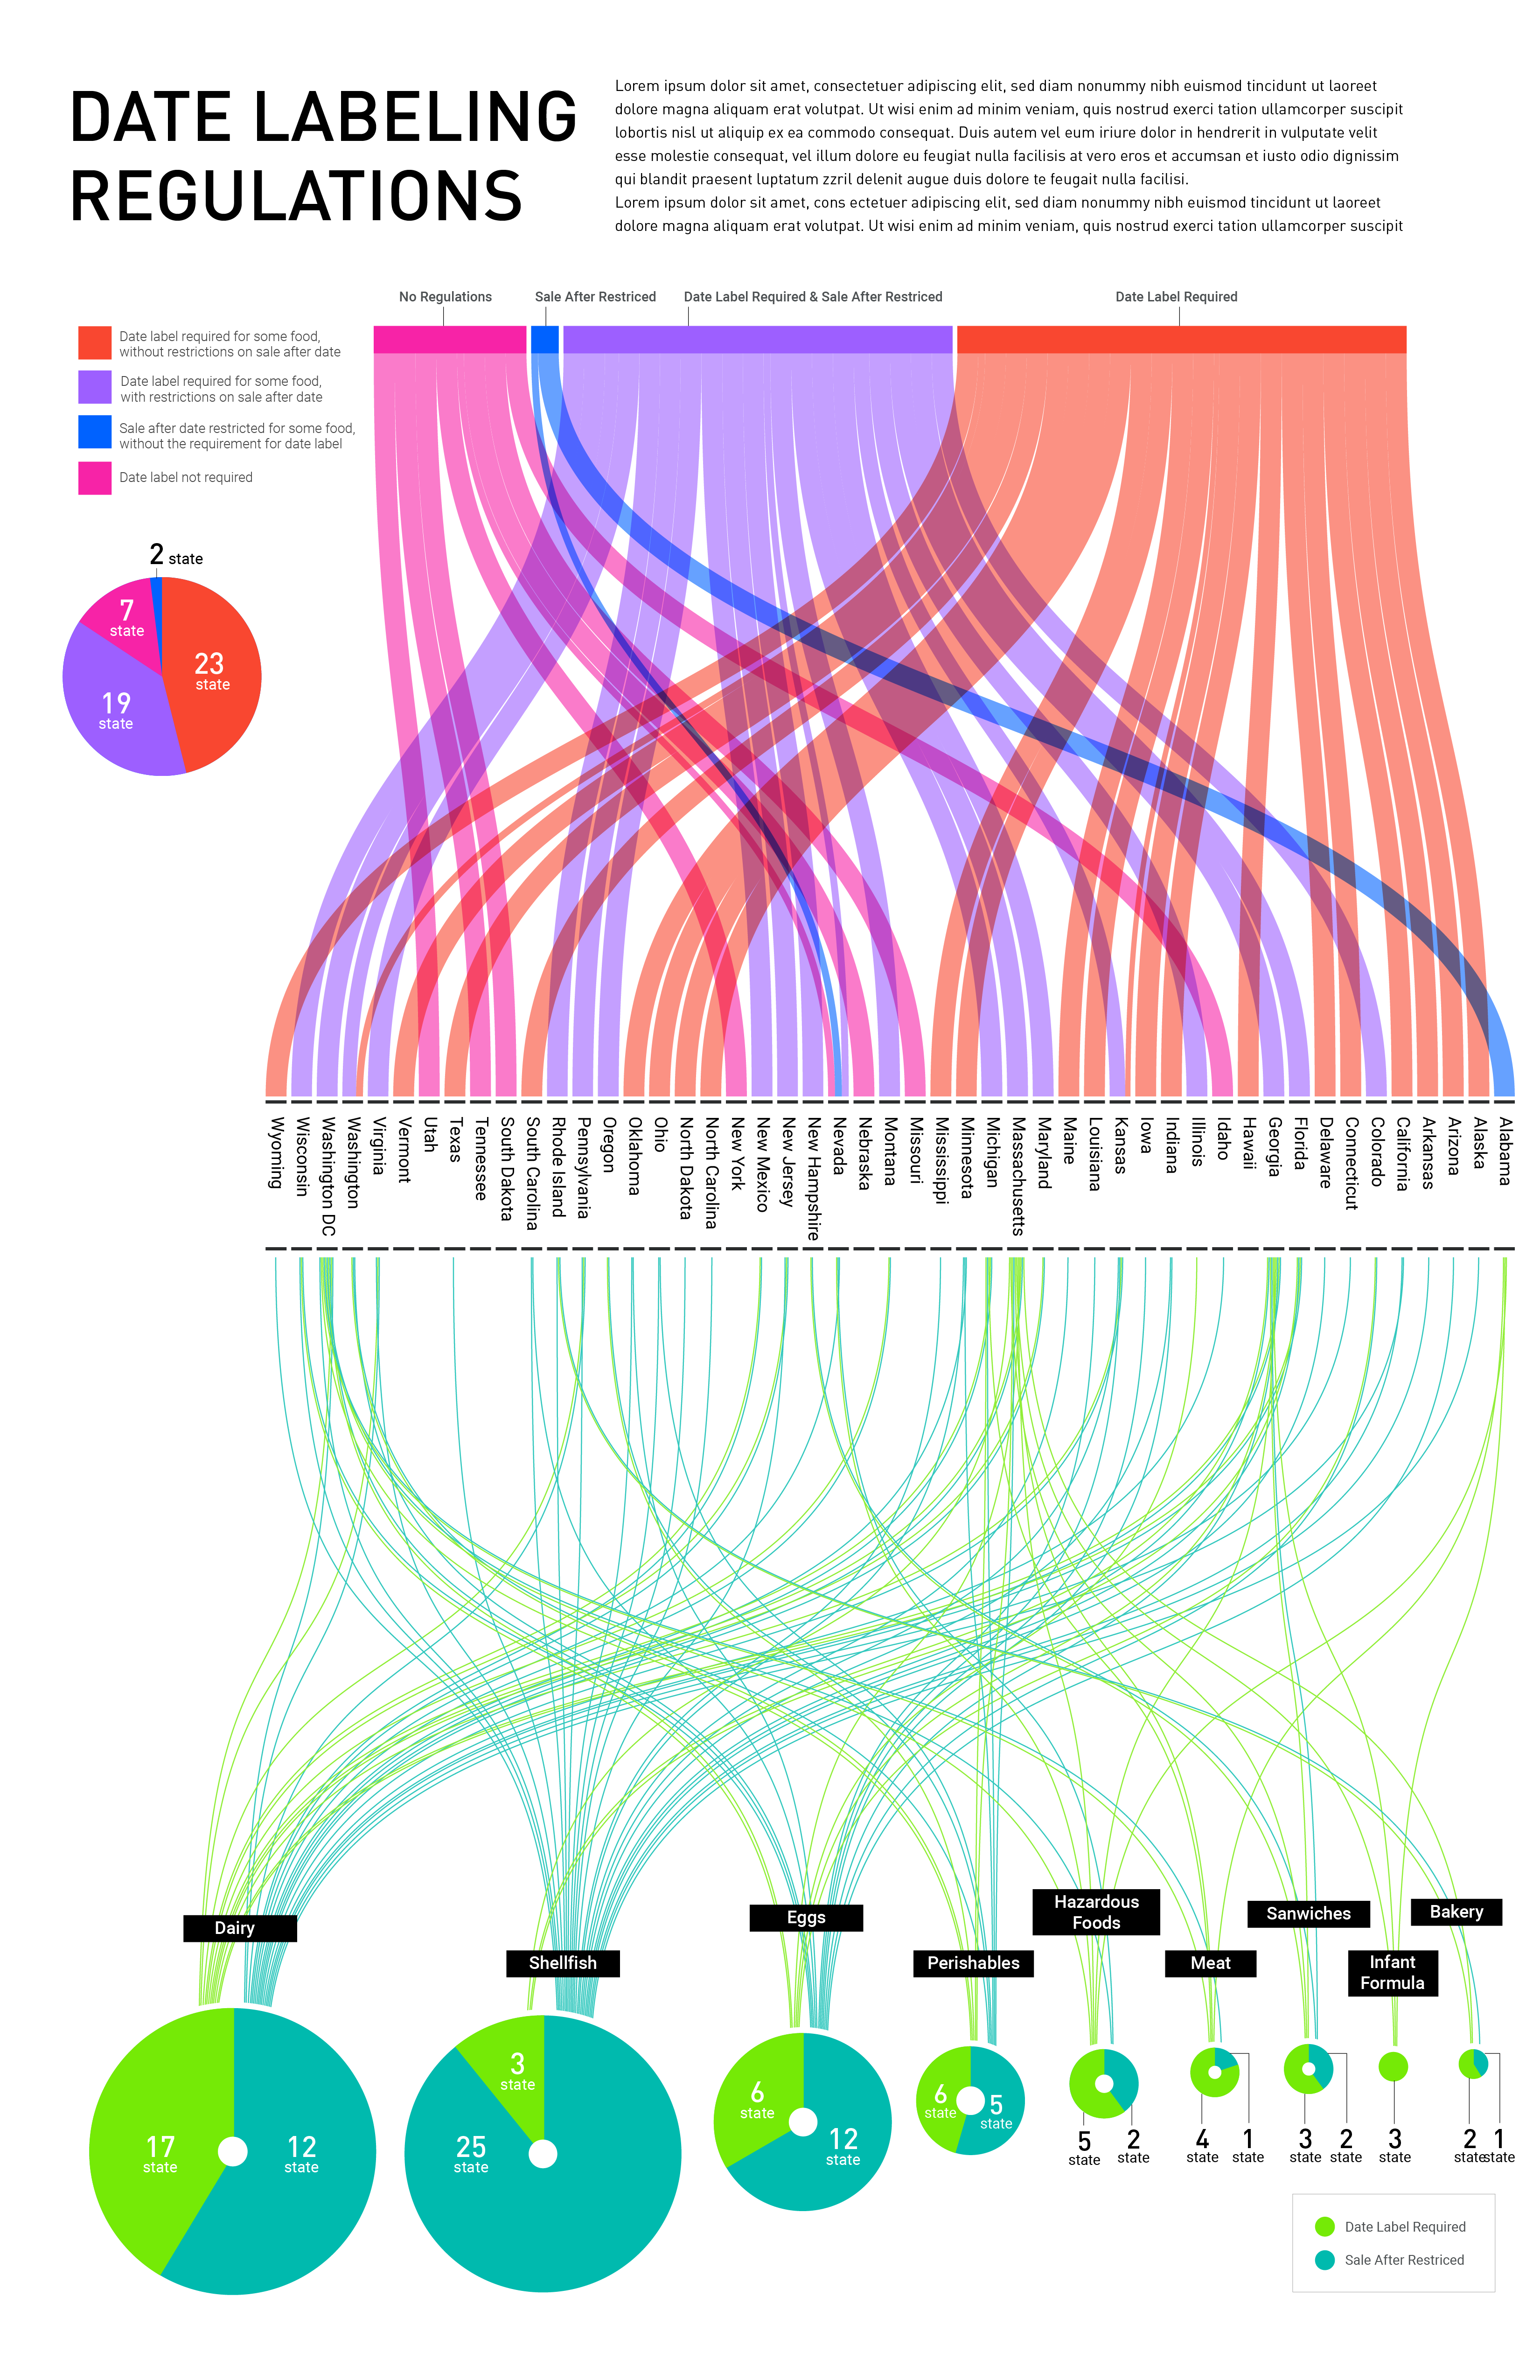 DATE LABELING
REGULATIONS
Lorem ipsum dolor sit amet, consectetuer adipiscing elit, sed diam nonummy nibh euismod tincidunt ut laoreet
dolore magna aliquam erat volutpat. Ut wisi enim ad minim veniam, quis nostrud exerci tation ullamcorper suscipit
lobortis nisl ut aliquip ex ea commodo consequat. Duis autem vel eum iriure dolor in hendrerit in vulputate velit
esse molestie consequat, vel illum dolore eu feugiat nulla facilisis at vero eros et accumsan et iusto odio dignissim
qui blandit praesent luptatum zzril delenit augue duis dolore te feugait nulla facilisi.
Lorem ipsum dolor sit amet, cons ectetuer adipiscing elit, sed diam nonummy nibh euismod tincidunt ut laoreet
dolore magna aliquam erat volutpat. Ut wisi enim ad minim veniam, quis nostrud exerci tation ullamcorper suscipit
No Regulations
Sale After Restriced
Date Label Required & Sale After Restriced
Date Label Required
Date label required for some food,
without restrictions on sale after date
Date label required for some food,
with restrictions on sale after date
Sale after date restricted for some food,
without the requirement for date label
Date label not required
2 state
7
state
23
state
19
state
Wyoming
Wisconsin
Washington DC
Washington
Virginia
Vermont
Utah
Texas
Tennessee
South Dakota
South Carolina
Rhode Island
Pennsylvania
Oregon
Oklahoma
Ohio
North Dakota
North Carolina
New York
New Mexico
New Jersey
New Hampshire
Nevada
Nebraska
Montana
Missouri
Mississippi
Minnesota
Michigan
Massachusetts
Maryland
Maine
Louisiana
Kansas
Iowa
Indiana
Illinois
Idaho
Hawaii
Georgia
Florida
Delaware
Connecticut
Colorado
California
Arkansas
Arizona
Alaska
Alabama
Dairy
Shellfish
Eggs
Perishables
Hazardous
Foods
Meat
Sanwiches
Infant
Formula
Bakery
17
state
12
state
3
state
25
state
6
state
12
state
6
state
5
state
5
state
2
state
4
state
1
state
3
state
2
state
3
state
2
state
1
state
Date Label Required
Sale After Restriced